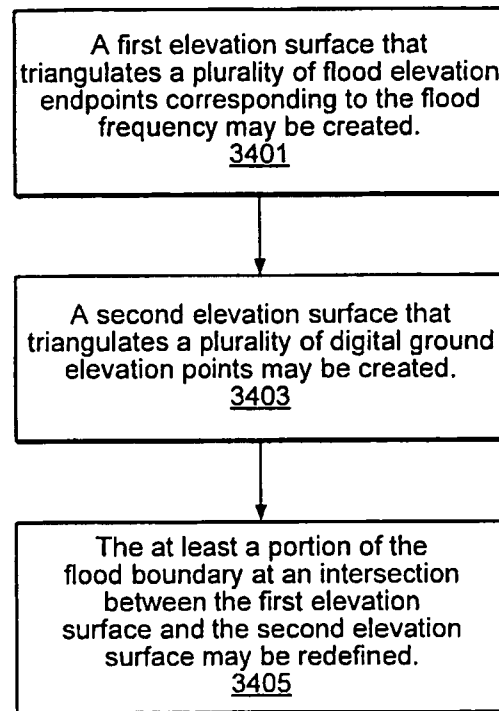 A first elevation surface that
triangulates a plurality of flood elevation
endpoints corresponding to the flood
frequency may be created.
3401
A second elevation surface that
triangulates a plurality of digital ground
elevation points may be created.
3403
The at least a portion of the
flood boundary at an intersection
between the first elevation
surface and the second elevation
surface may be redefined.
3405